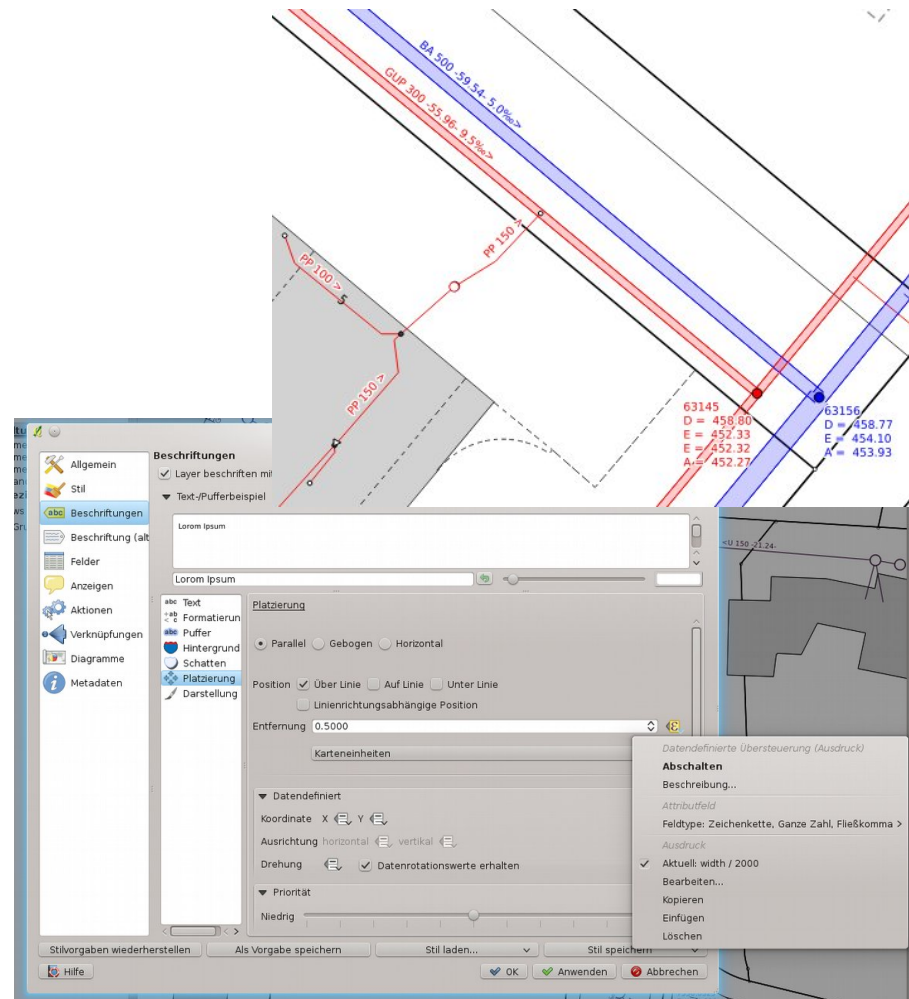 BA 500 -59.54- 5.0‰>
GUP 300 -55.96- 9.5‰>
PP 150 >
PP 100 >
5
PP 150 >
63145
D = 458.80
E = 452.33
E = 452.32
A = 452.27
63156
D = 458.77
E = 454.10
A = 453.93
Allgemein
Stil
Beschriftungen
Beschriftung (alt
Felder
Anzeigen
Aktionen
Verknüpfungen
Diagramme
Metadaten
Beschriftungen
Layer beschriften mit
Text-/Pufferbeispiel
Lorem Ipsum
Lorem Ipsum
Text
Formatierun
Puffer
Hintergrund
Schatten
Platzierung
Darstellung
Platzierung
Parallel Gebogen Horizontal
Position Über Linie Auf Linie Unter Linie
Linienrichtungsabhängige Position
Entfernung 0.5000
Karteneinheiten
Datendefiniert
Koordinate X Y
Ausrichtung horizontal vertikal
Drehung Datenrotationswerte erhalten
Priorität
Niedrig
<U 150 -21.24-
Datendefinierte Übersteuerung (Ausdruck)
Abschalten
Beschreibung...
Attributfeld
Feldtype: Zeichenkette, Ganze Zahl, Fließkomma >
Ausdruck
Aktuell: width / 2000
Bearbeiten...
Kopieren
Einfügen
Löschen
Stilvorgaben wiederherstellen
Als Vorgabe speichern
Stil laden...
Stil speichern
Hilfe
OK
Anwenden
Abbrechen